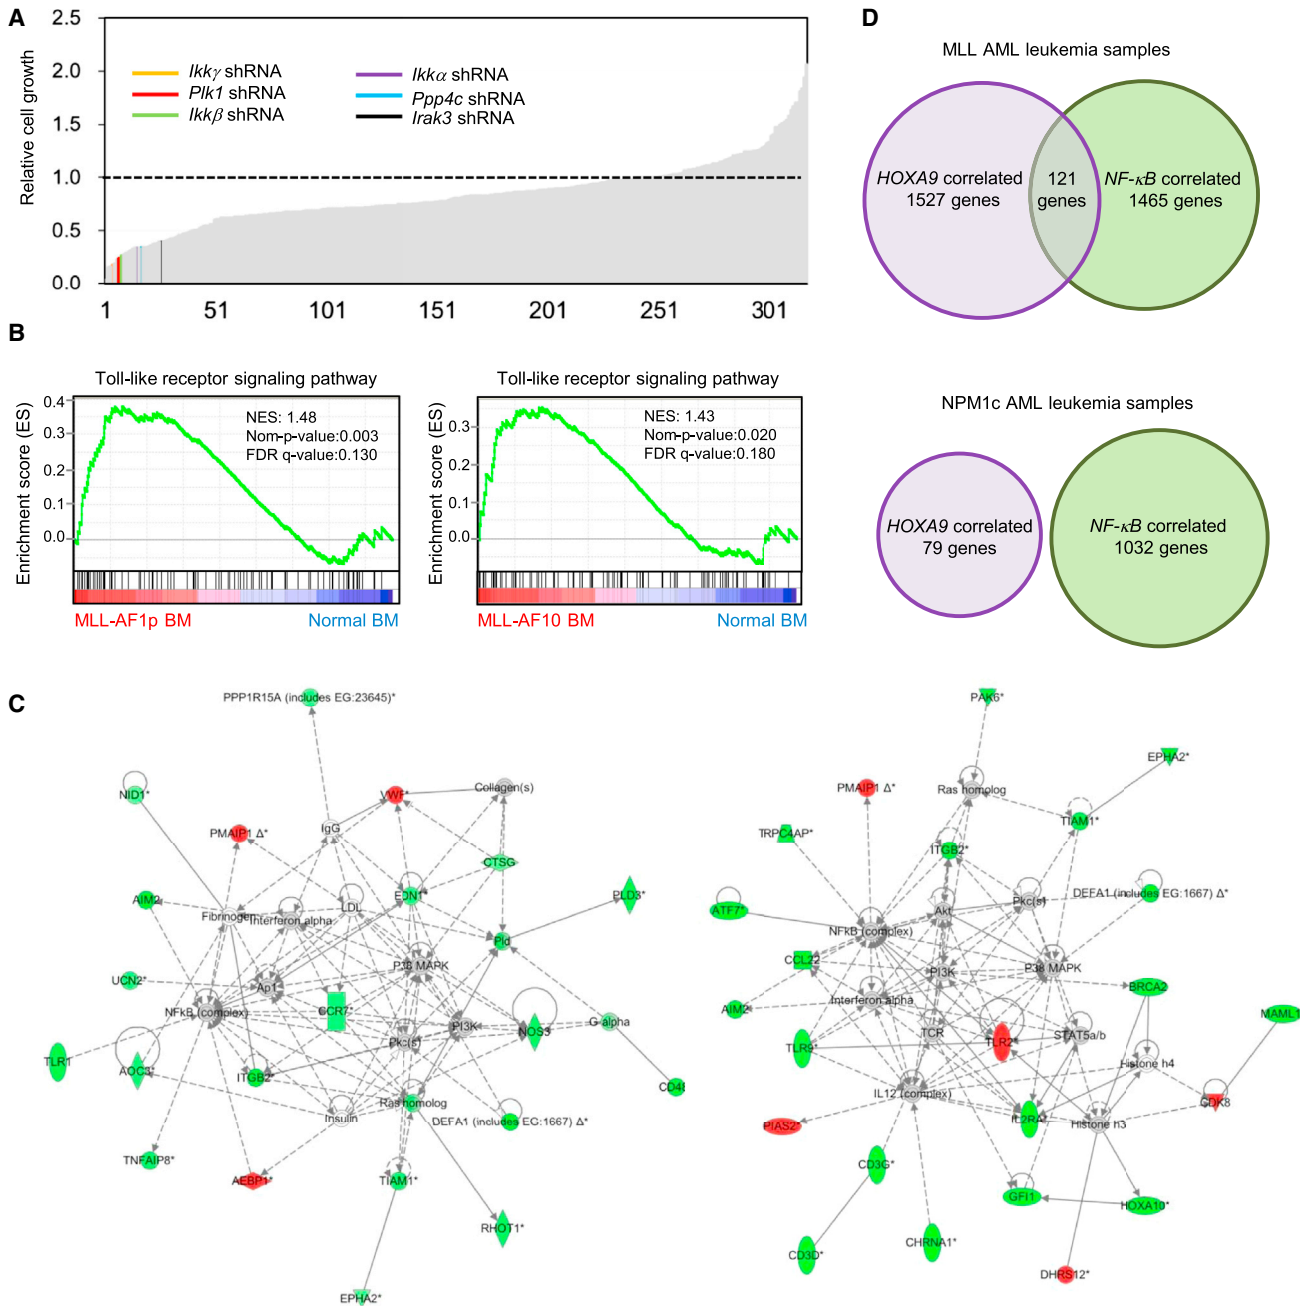 A
2.5
2.0
1.5
1.0
0.5
0.0
Relative cell growth
Ikkγ shRNA
Plk1 shRNA
Ikkβ shRNA
Ikkα shRNA
Ppp4c shRNA
Irak3 shRNA
1
51
101
151
201
251
301
B
Toll-like receptor signaling pathway
Enrichment score (ES)
0.4
0.3
0.2
0.1
0.0
NES: 1.48
Nom-p-value:0.003
FDR q-value:0.130
MLL-AF1p BM
Normal BM
Toll-like receptor signaling pathway
Enrichment score (ES)
0.3
0.2
0.1
0.0
NES: 1.43
Nom-p-value:0.020
FDR q-value:0.180
MLL-AF10 BM
Normal BM
D
MLL AML leukemia samples
HOXA9 correlated
1527 genes
121
genes
NF-κB correlated
1465 genes
NPM1c AML leukemia samples
HOXA9 correlated
79 genes
NF-κB correlated
1032 genes
C
PPP1R15A (includes EG:23645)*
NID1*
VWF*
Collagen(s)
PMAIP1 Δ*
IgG
CTSG
AIM2
EDN1*
PLD3*
LDL
Fibrinogen
Interferon alpha
Pld
P38 MAPK
UCN2*
Ap1
NFkB (complex)
CCR7*
PI3K
NOS3
G alpha
Pkc(s)
TLR1
AOC3*
ITGB2*
CD48
Ras homolog
Insulin
DEFA1 (includes EG:1667) Δ*
TNFAIP8*
AEBP1*
TIAM1*
RHOT1*
EPHA2*
PAK6*
EPHA2*
PMAIP1 Δ*
Ras homolog
TRPC4AP*
TIAM1*
ITGB2*
DEFA1 (includes EG:1667) Δ*
Pkc(s)
ATF7*
Akt
NFkB (complex)
CCL22
PI3K
P38 MAPK
BRCA2
Interferon alpha
AIM2
MAML1
TCR
TLR2*
STAT5a/b
TLR9*
Histone h4
IL12 (complex)
CDK8
PIAS2*
IL2RA*
Histone h3
CD3G*
GFI1
HOXA10*
CHRNA1*
CD3D*
DHRS12*